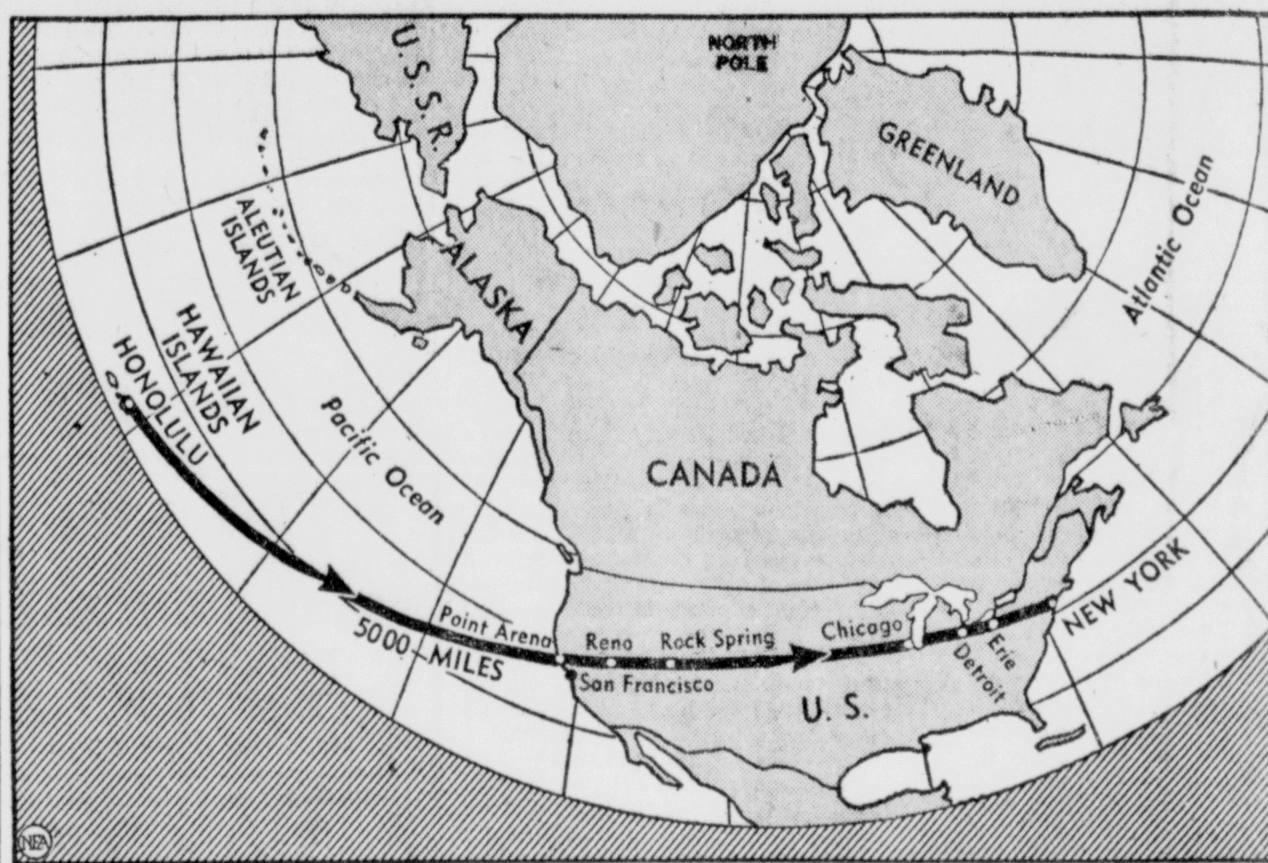 NORTH
POLE
U. S. S. R.
GREENLAND
Atlantic Ocean
ALEUTIAN
ISLANDS
ALASKA
HAWAIIAN
ISLANDS
HONOLULU
Pacific Ocean
CANADA
NEW YORK
5000 MILES
Point Arena
Reno
Rock Spring
Chicago
Erie
Detroit
San Francisco
U. S.
NEA